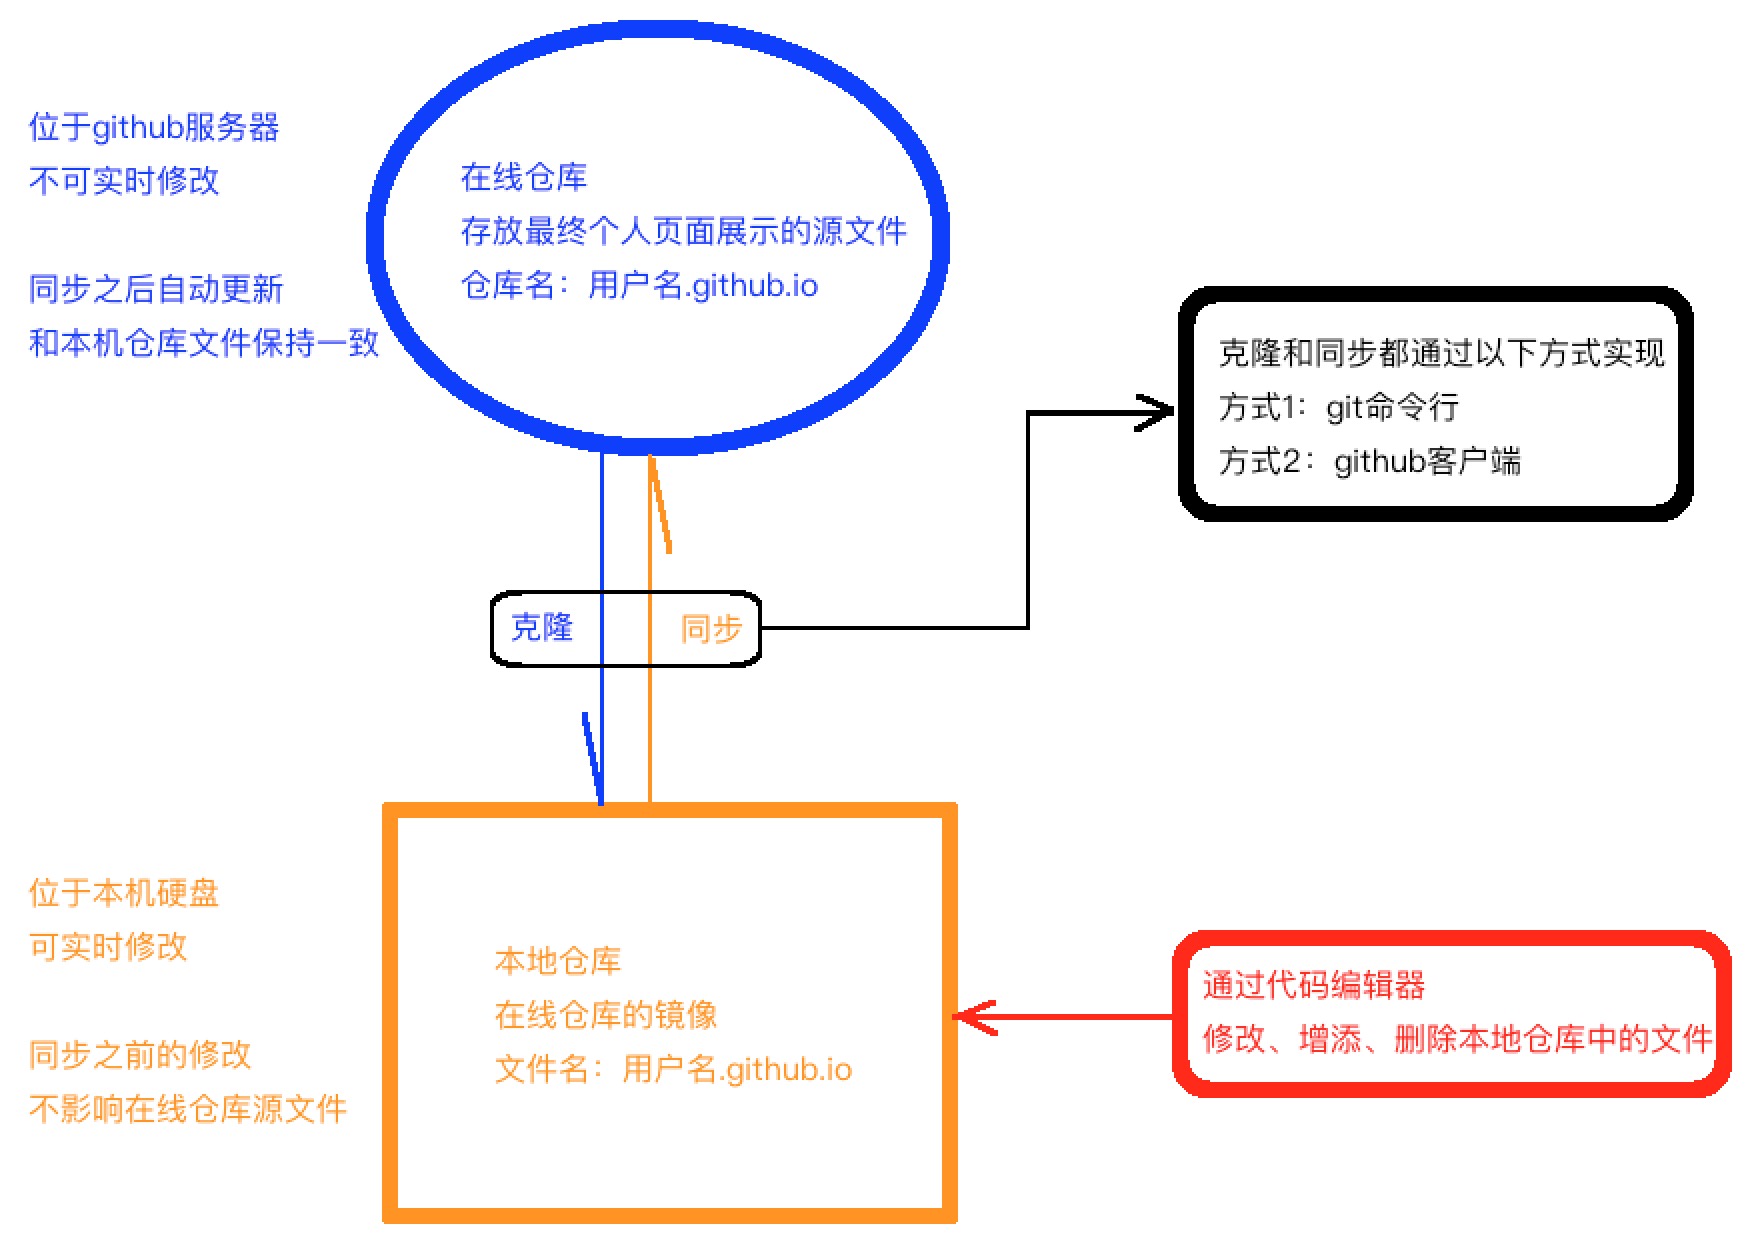 位于github服务器
不可实时修改
同步之后自动更新
和本机仓库文件保持一致
在线仓库
存放最终个人页面展示的源文件
仓库名：用户名.github.io
克隆和同步都通过以下方式实现
方式1：git命令行
方式2：github客户端
克隆
同步
位于本机硬盘
可实时修改
同步之前的修改
不影响在线仓库源文件
本地仓库
在线仓库的镜像
文件名：用户名.github.io
通过代码编辑器
修改、增添、删除本地仓库中的文件